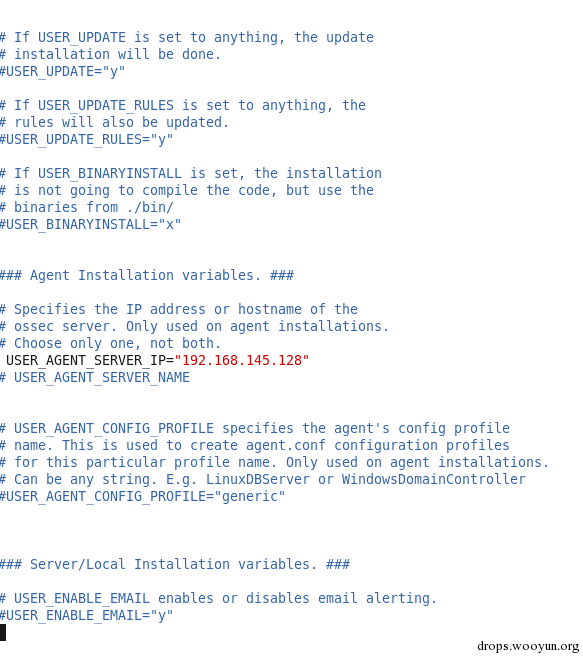 # If USER_UPDATE is set to anything, the update
# installation will be done.
#USER_UPDATE="y"
# If USER_UPDATE_RULES is set to anything, the
# rules will also be updated.
#USER_UPDATE_RULES="y"
# If USER_BINARYINSTALL is set, the installation
# is not going to compile the code, but use the
# binaries from ./bin/
#USER_BINARYINSTALL="x"
### Agent Installation variables. ###
# Specifies the IP address or hostname of the
# ossec server. Only used on agent installations.
# Choose only one, not both.
USER_AGENT_SERVER_IP="192.168.145.128"
# USER_AGENT_SERVER_NAME
# USER_AGENT_CONFIG_PROFILE specifies the agent's config profile
# name. This is used to create agent.conf configuration profiles
# for this particular profile name. Only used on agent installations.
# Can be any string. E.g. LinuxDBServer or WindowsDomainController
#USER_AGENT_CONFIG_PROFILE="generic"
### Server/Local Installation variables. ###
# USER_ENABLE_EMAIL enables or disables email alerting.
#USER_ENABLE_EMAIL="y"
drops.wooyun.org